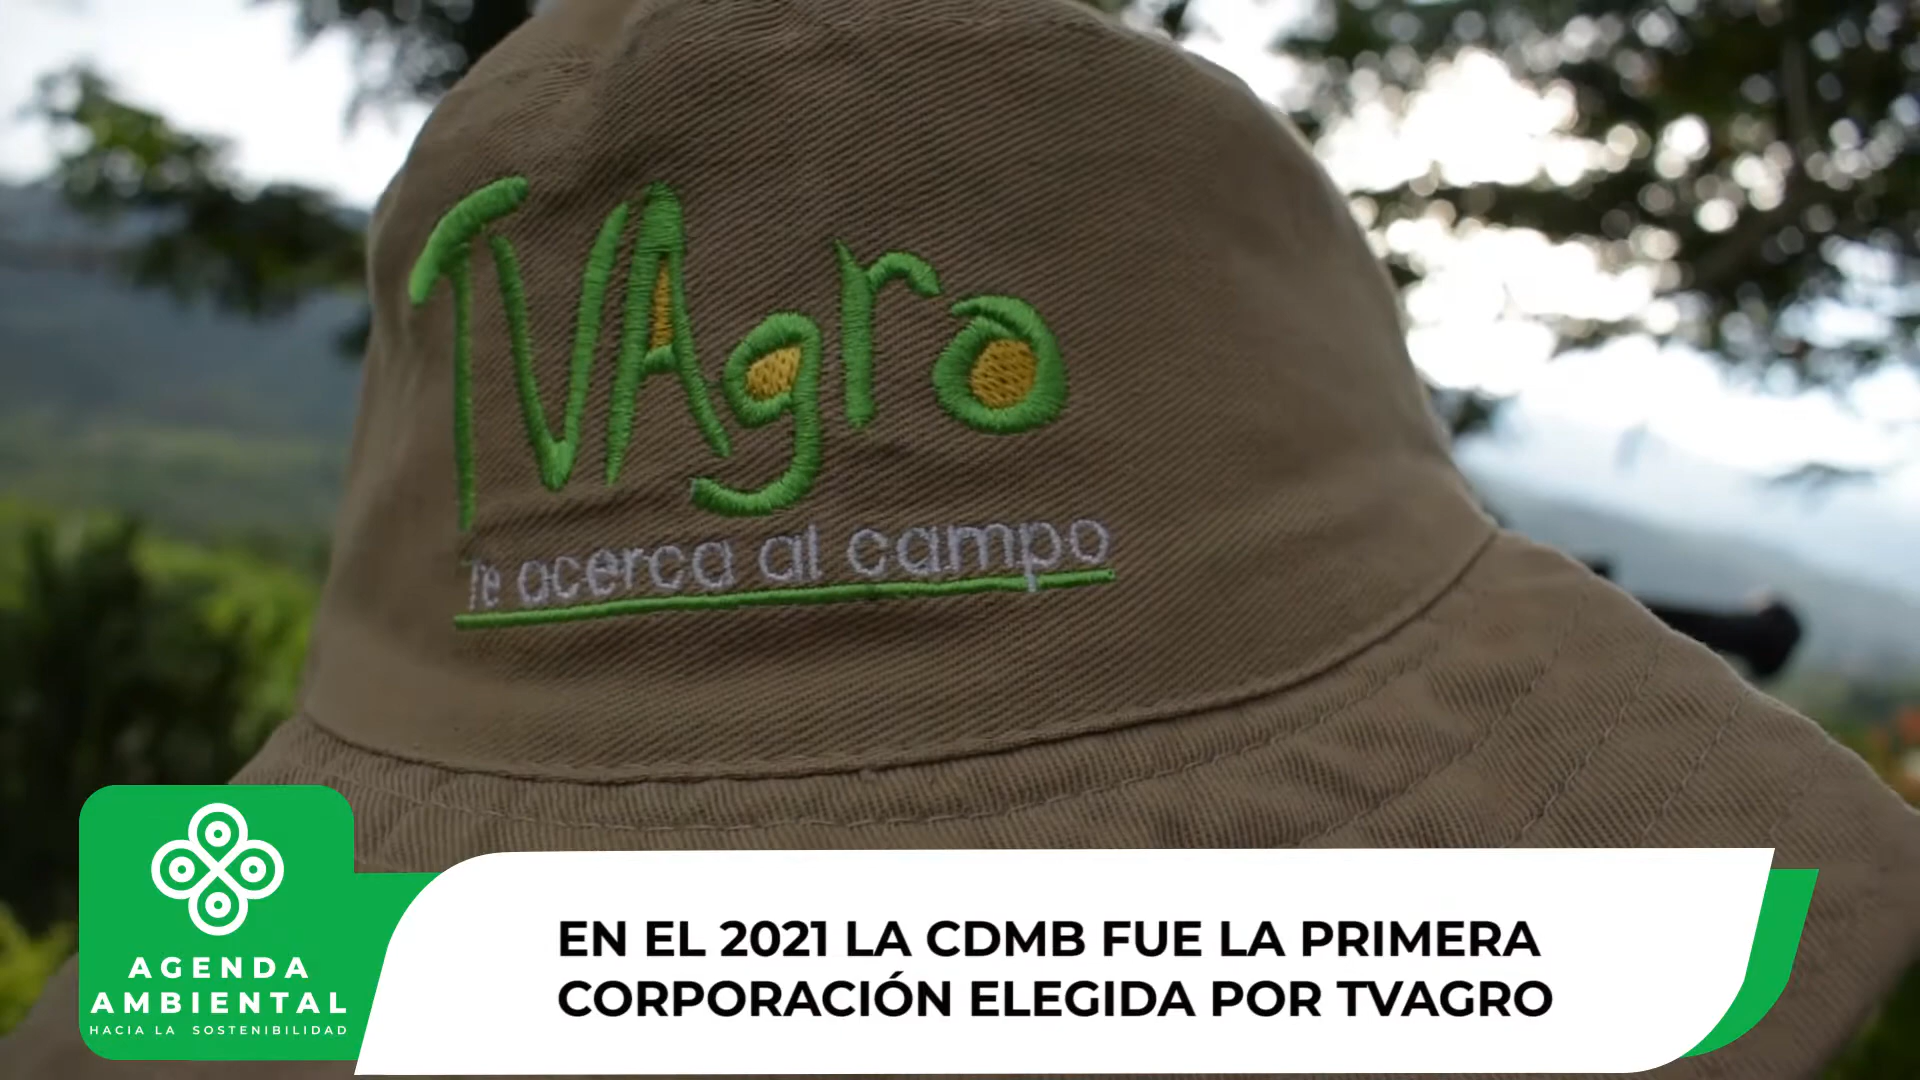 TVAgro
Te acerca al campo
AGENDA
AMBIENTAL
HACIA LA SOSTENIBILIDAD
EN EL 2021 LA CDMB FUE LA PRIMERA
CORPORACIÓN ELEGIDA POR TVAGRO